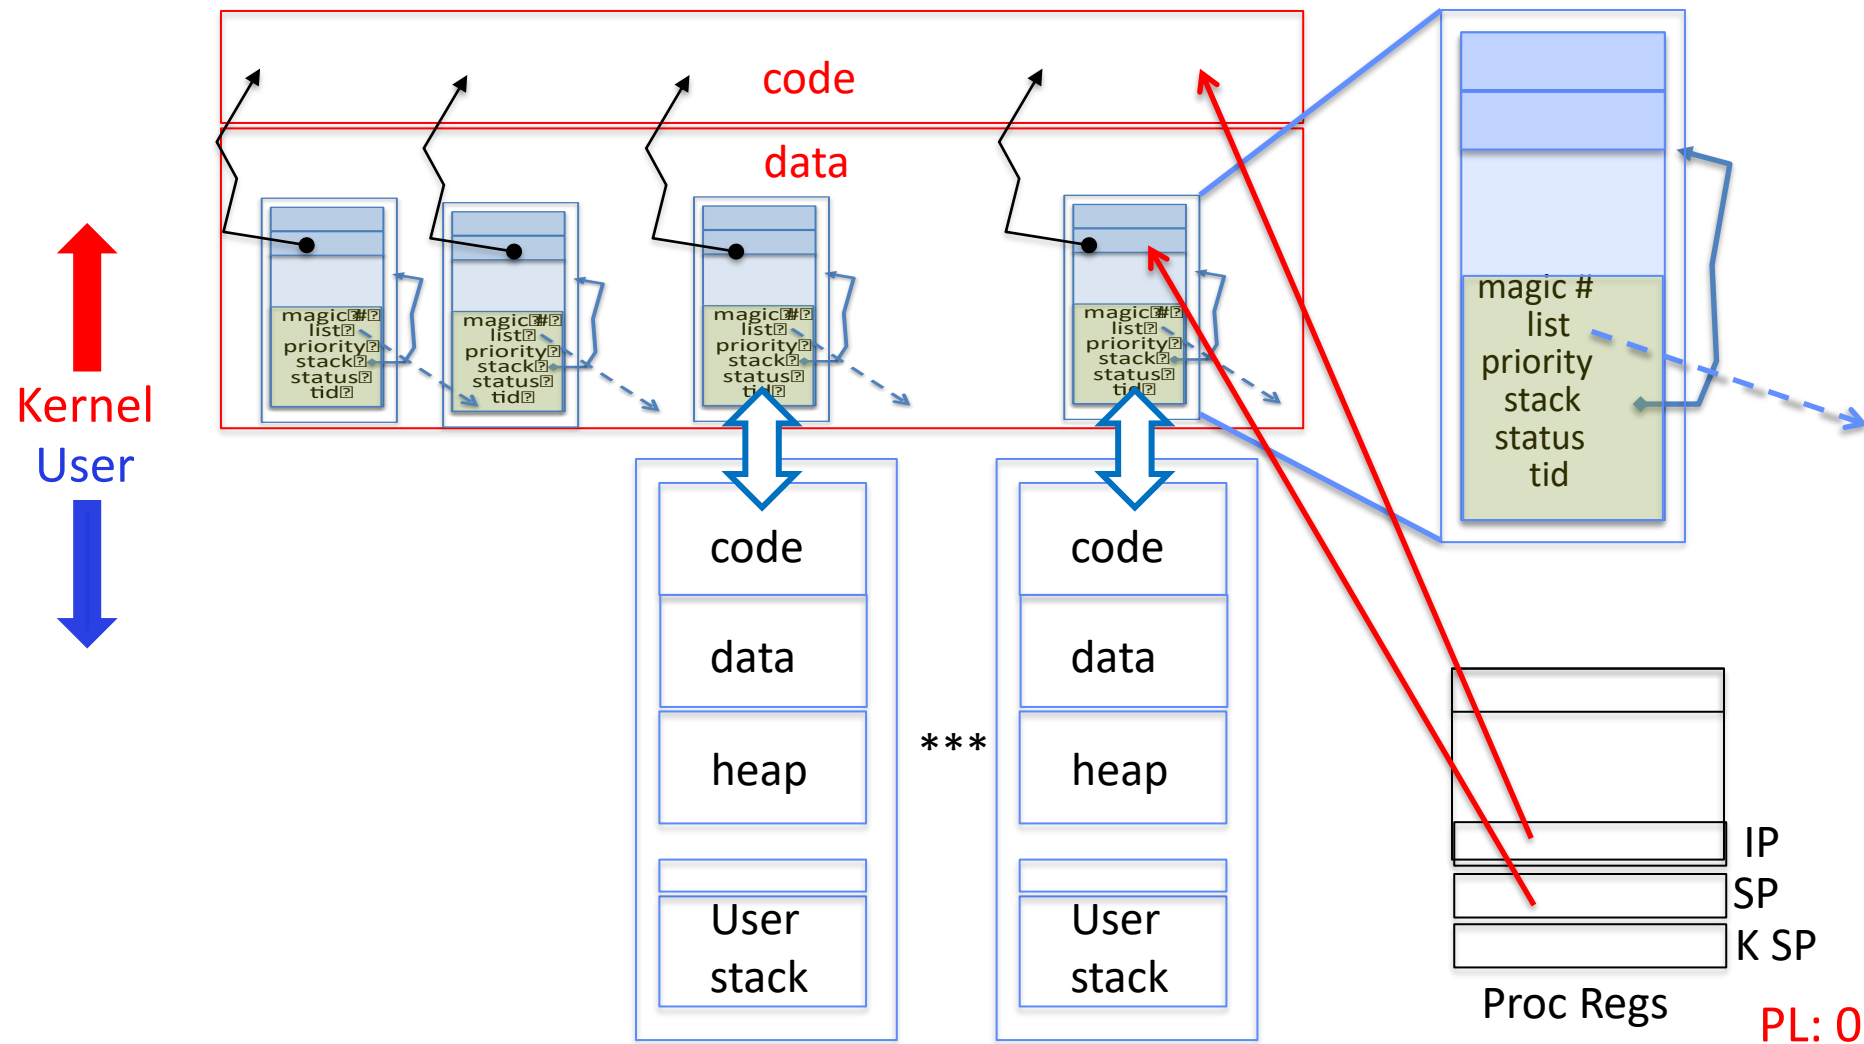 code
data
magic #
list
priority
stack
status
tid
magic #
list
priority
stack
status
tid
magic #
list
priority
stack
status
tid
magic #
list
priority
stack
status
tid
magic #
list
priority
stack
status
tid
Kernel
User
code
data
heap
User
stack
***
code
data
heap
User
stack
IP
SP
K SP
Proc Regs
PL: 0